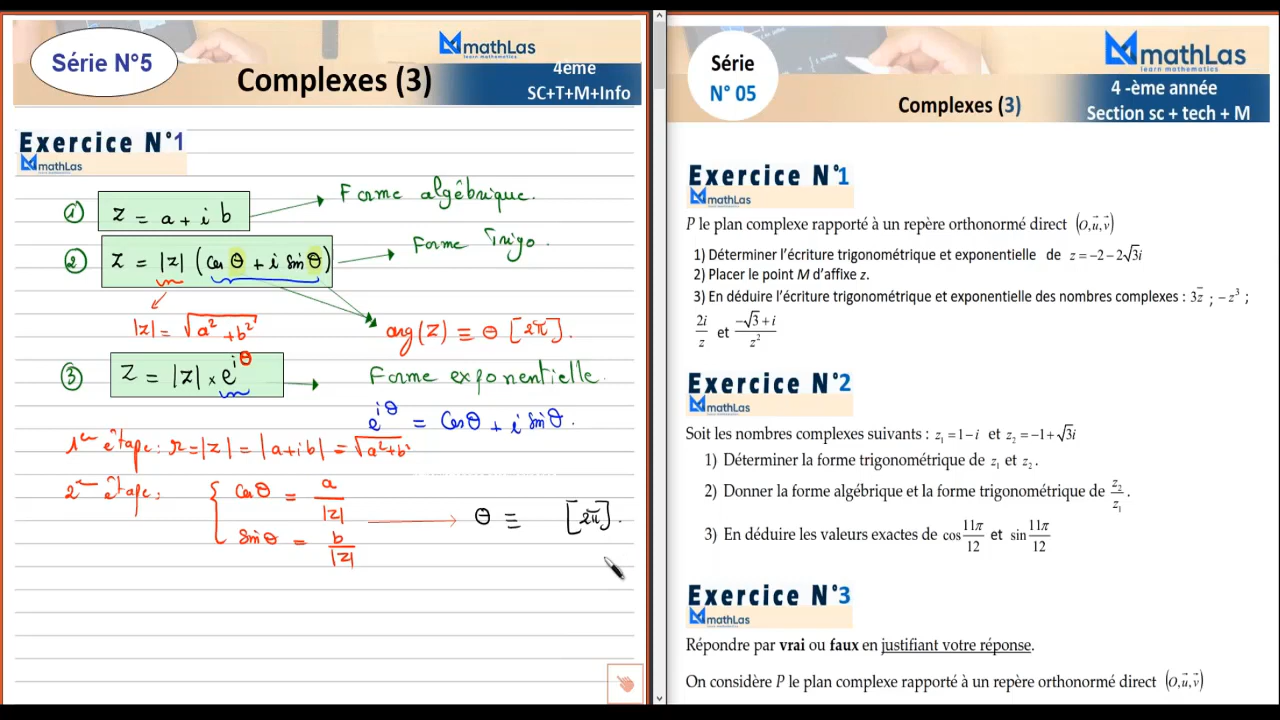 Série N°5
mathLas
learn mathematics
Complexes (3)
4ème
SC+T+M+Info
Exercice N°1
mathLas
① z = a + i b → Forme algébrique.
② z = |z| (cos θ + i sin θ) → Forme Trigo.
|z| = √(a² + b²)
arg(z) ≡ θ [2π].
③ z = |z| × e^{iθ} → Forme exponentielle.
e^{iθ} = cos θ + i sin θ.
1ère étape: r = |z| = |a+ib| = √(a²+b²
2ème étape: { cos θ = a/|z|
sin θ = b/|z|
→ θ ≡ [2π].
Série
N° 05
mathLas
learn mathematics
Complexes (3)
4 -ème année
Section sc + tech + M
Exercice N°1
mathLas
P le plan complexe rapporté à un repère orthonormé direct (O,u⃗,v⃗)
1) Déterminer l'écriture trigonométrique et exponentielle de z=−2−2√3i
2) Placer le point M d'affixe z.
3) En déduire l'écriture trigonométrique et exponentielle des nombres complexes : 3z̄ ; −z³ ;
2i/z et (−√3+i)/z²
Exercice N°2
mathLas
Soit les nombres complexes suivants : z₁=1−i et z₂=−1+√3i
1) Déterminer la forme trigonométrique de z₁ et z₂.
2) Donner la forme algébrique et la forme trigonométrique de z₂/z₁.
3) En déduire les valeurs exactes de cos 11π/12 et sin 11π/12
Exercice N°3
mathLas
Répondre par vrai ou faux en justifiant votre réponse.
On considère P le plan complexe rapporté à un repère orthonormé direct (O,u⃗,v⃗)